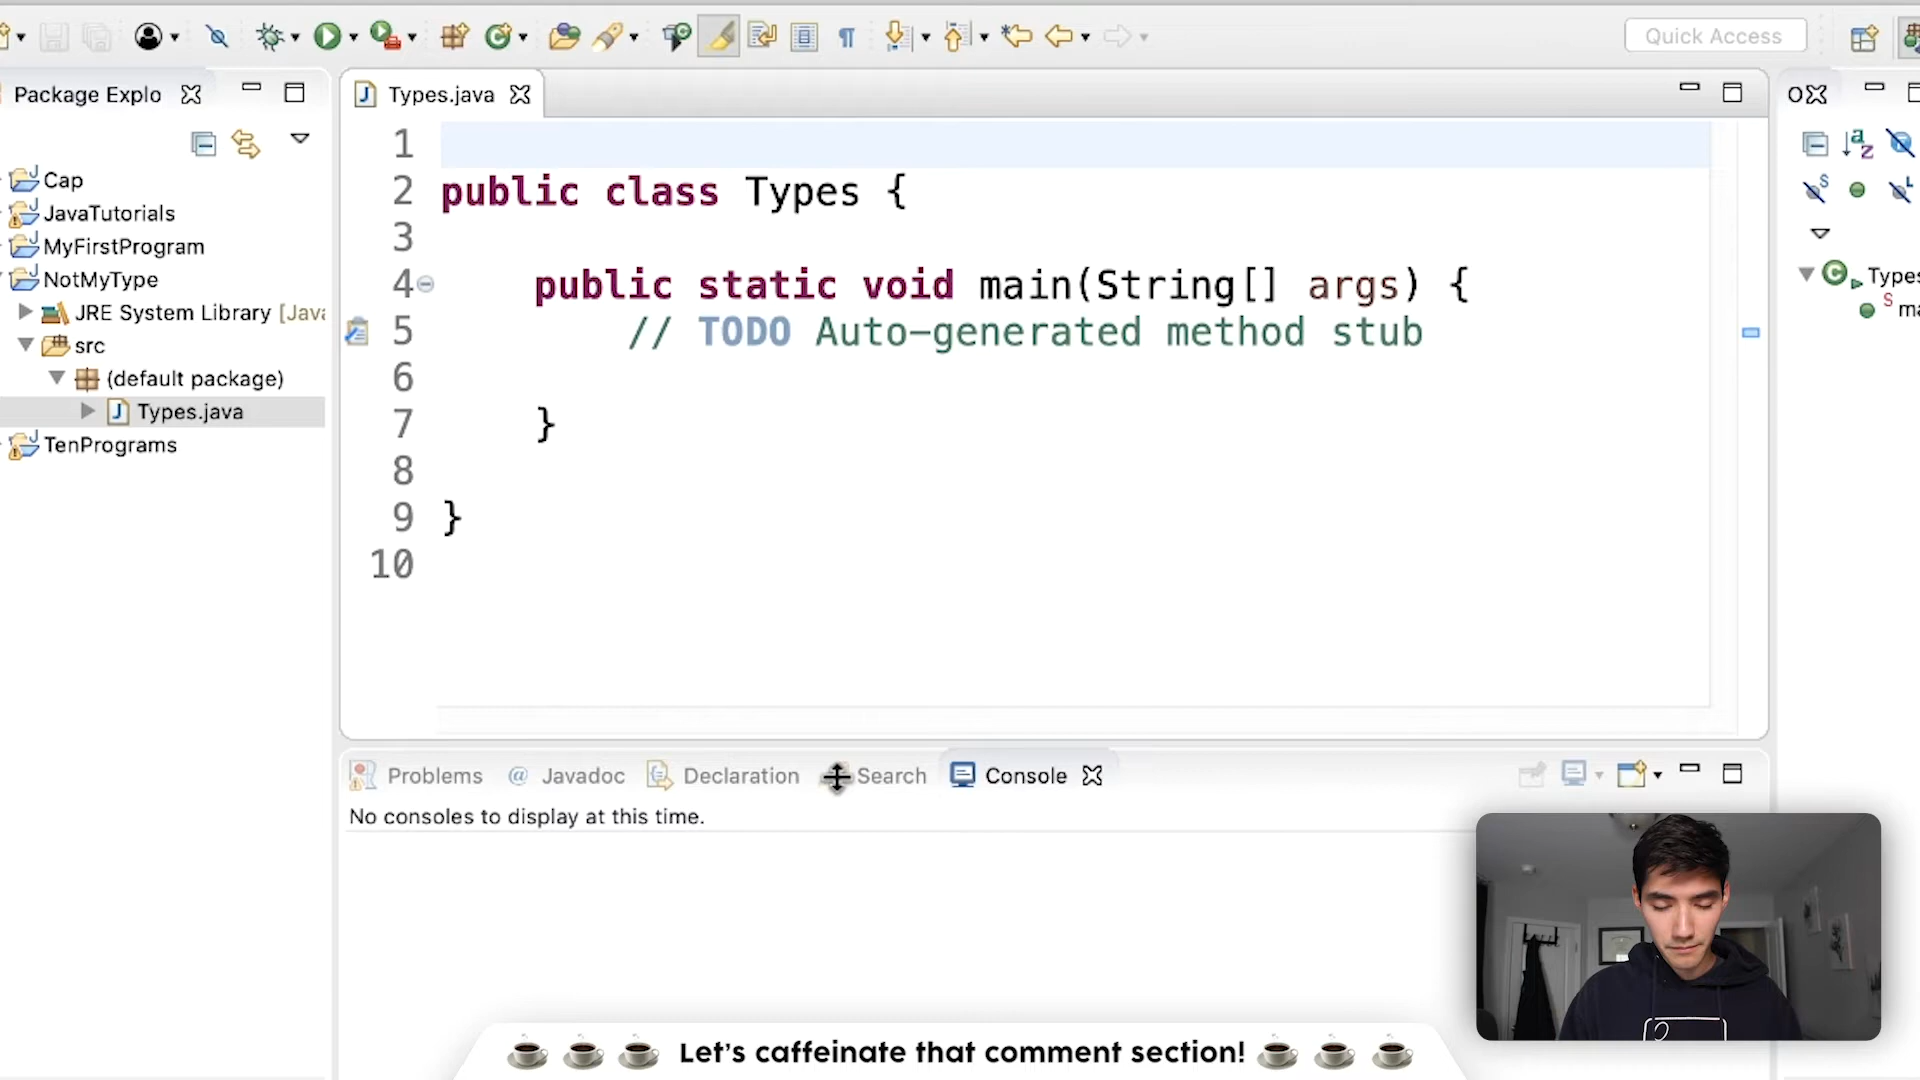 Quick Access
Package Explo
Types.java
Cap
JavaTutorials
MyFirstProgram
NotMyType
JRE System Library [Java
src
(default package)
Types.java
TenPrograms
1
2 public class Types {
3
4 public static void main(String[] args) {
5 // TODO Auto-generated method stub
6
7 }
8
9 }
10
O
Types
ma
Problems @ Javadoc Declaration Search Console
No consoles to display at this time.
Let's caffeinate that comment section!